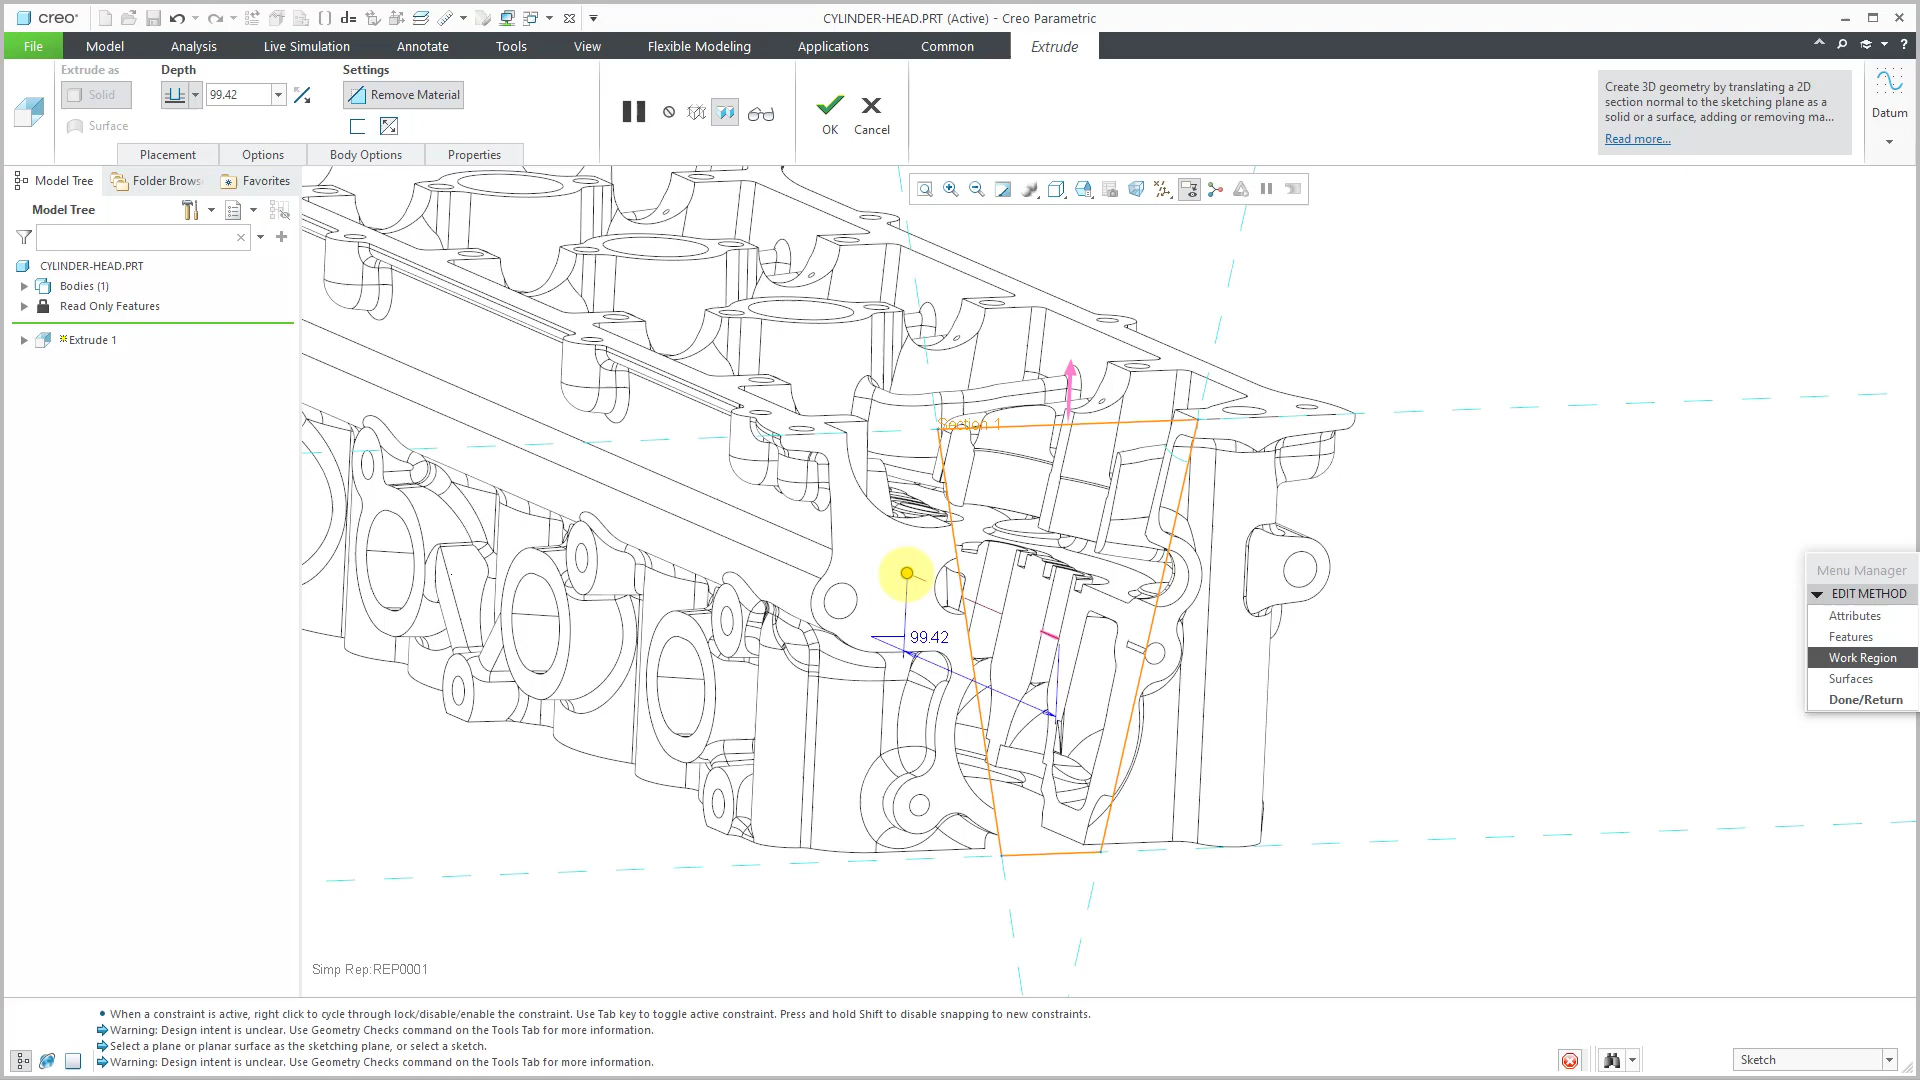 creo
CYLINDER-HEAD.PRT (Active) - Creo Parametric
File
Model
Analysis
Live Simulation
Annotate
Tools
View
Flexible Modeling
Applications
Common
Extrude
Extrude as
Solid
Surface
Depth
99.42
Settings
Remove Material
OK
Cancel
Create 3D geometry by translating a 2D
section normal to the sketching plane as a
solid or a surface, adding or removing ma...
Read more...
Datum
Placement
Options
Body Options
Properties
Model Tree
Folder Brows
Favorites
Model Tree
CYLINDER-HEAD.PRT
Bodies (1)
Read Only Features
Extrude 1
Section 1
99.42
Menu Manager
EDIT METHOD
Attributes
Features
Work Region
Surfaces
Done/Return
Simp Rep:REP0001
• When a constraint is active, right click to cycle through lock/disable/enable the constraint. Use Tab key to toggle active constraint. Press and hold Shift to disable snapping to new constraints.
Warning: Design intent is unclear. Use Geometry Checks command on the Tools Tab for more information.
Select a plane or planar surface as the sketching plane, or select a sketch.
Warning: Design intent is unclear. Use Geometry Checks command on the Tools Tab for more information.
Sketch